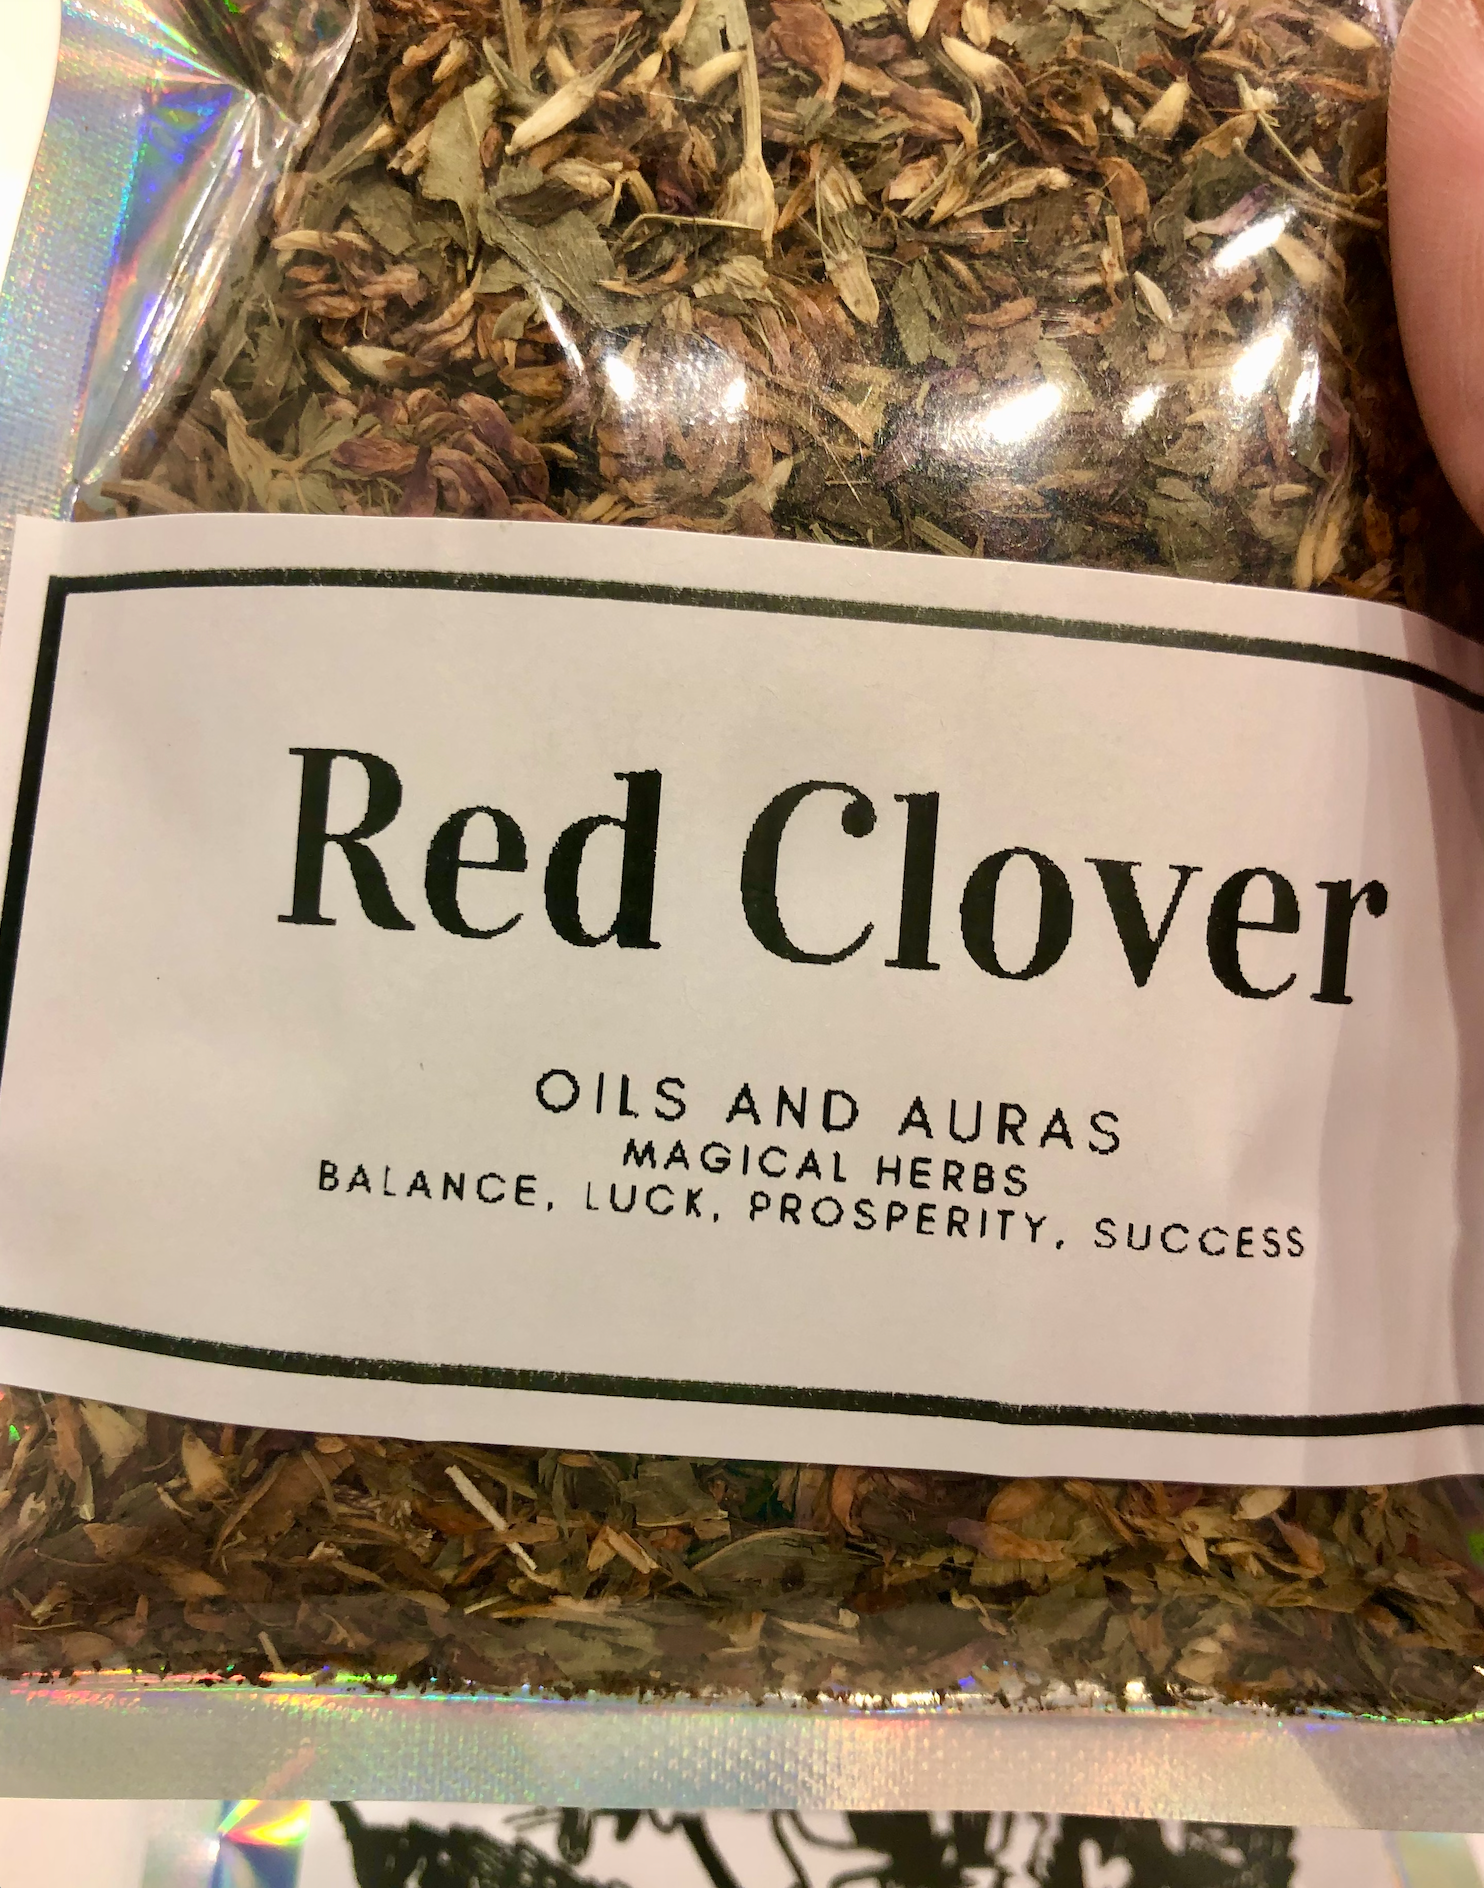 Red Clover
OILS AND AURAS
MAGICAL HERBS
BALANCE, LUCK, PROSPERITY, SUCCESS